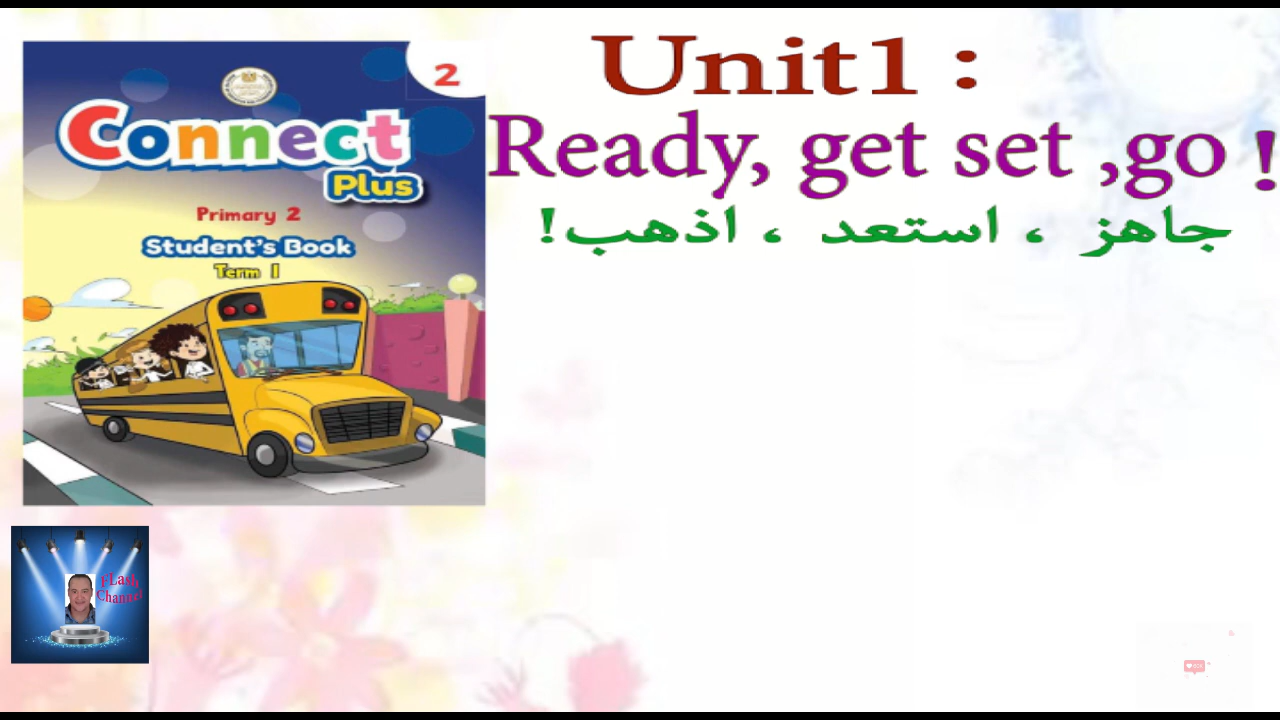 2
Connect
Plus
Primary 2
Student's Book
Term 1
Unit1 :
Ready, get set ,go !
جاهز ، استعد ، اذهب!
FLash
Channel